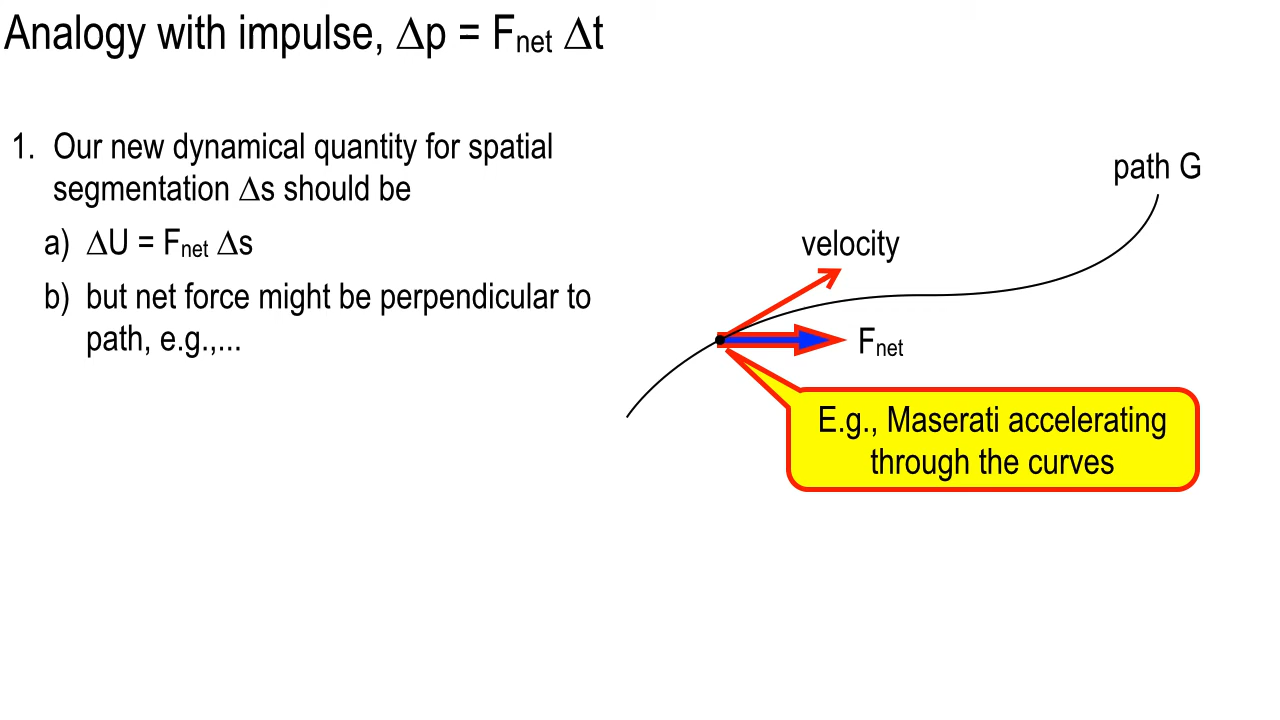 Analogy with impulse, Δp = Fnet Δt
1. Our new dynamical quantity for spatial
segmentation Δs should be
a) ΔU = Fnet Δs
b) but net force might be perpendicular to
path, e.g.,...
path G
velocity
Fnet
E.g., Maserati accelerating
through the curves